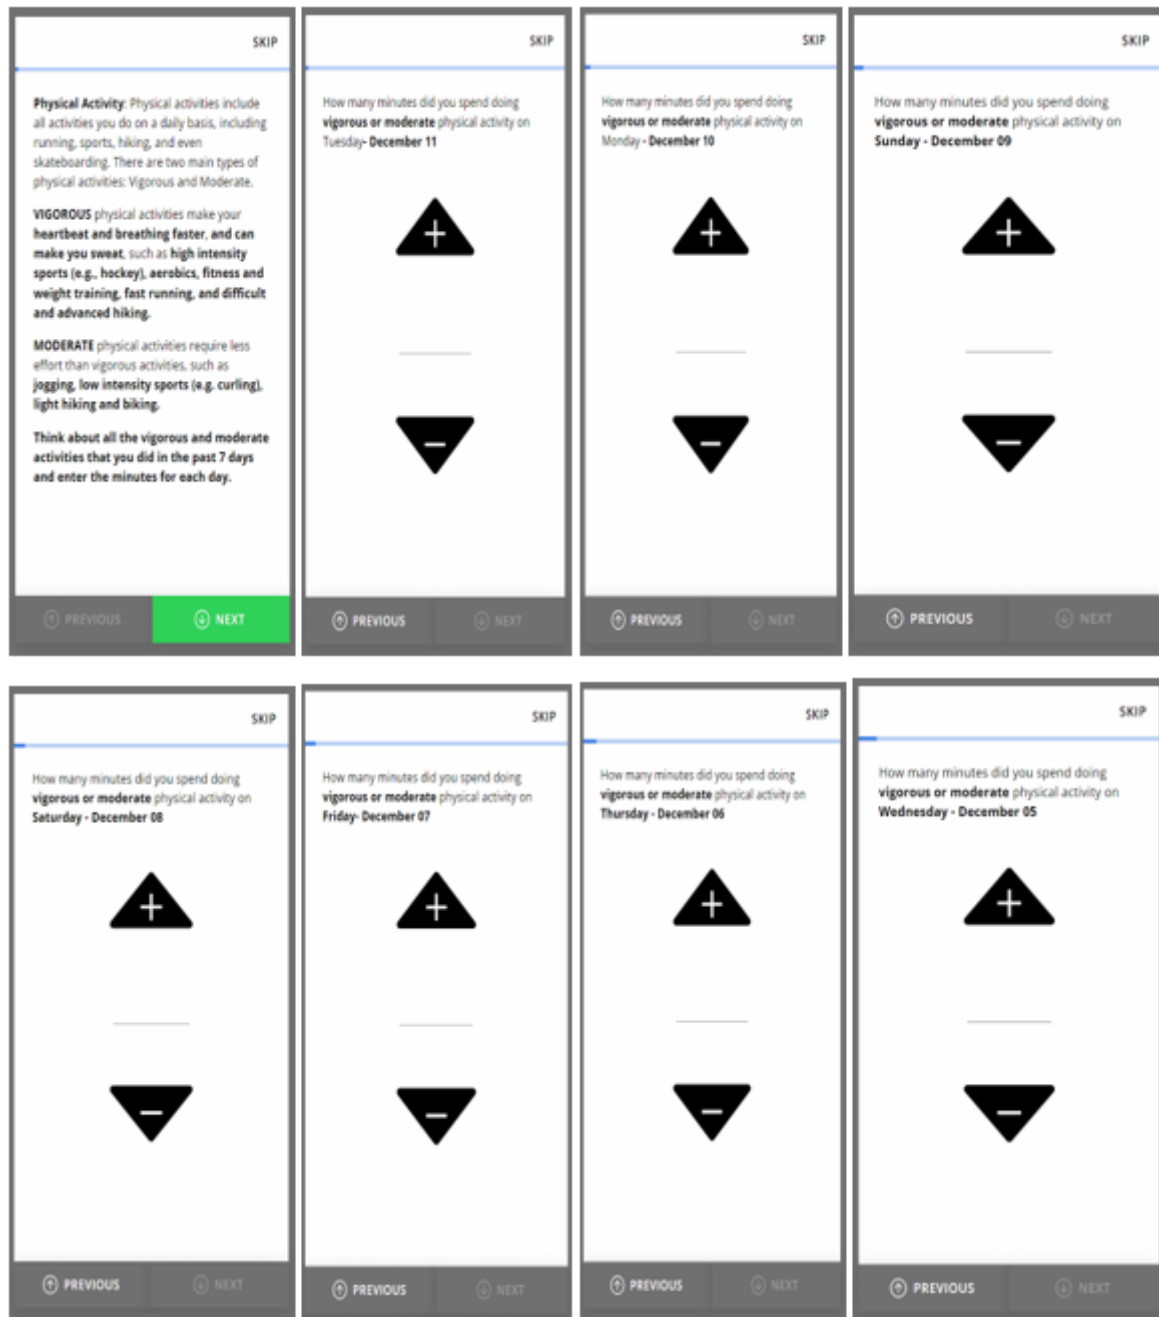 SKIP
Physical Activity: Physical activities include
all activities you do on a daily basis, including
running, sports, hiking, and even
skateboarding. There are two main types of
physical activities: Vigorous and Moderate.
VIGOROUS physical activities make your
heartbeat and breathing faster, and can
make you sweat, such as high intensity
sports (e.g., hockey), aerobics, fitness and
weight training, fast running, and difficult
and advanced hiking.
MODERATE physical activities require less
effort than vigorous activities, such as
jogging, low intensity sports (e.g. curling),
light hiking and biking.
Think about all the vigorous and moderate
activities that you did in the past 7 days
and enter the minutes for each day.
PREVIOUS NEXT
SKIP
How many minutes did you spend doing
vigorous or moderate physical activity on
Tuesday- December 11
+
−
PREVIOUS NEXT
SKIP
How many minutes did you spend doing
vigorous or moderate physical activity on
Monday - December 10
+
−
PREVIOUS NEXT
SKIP
How many minutes did you spend doing
vigorous or moderate physical activity on
Sunday - December 09
+
−
PREVIOUS NEXT
SKIP
How many minutes did you spend doing
vigorous or moderate physical activity on
Saturday - December 08
+
−
PREVIOUS NEXT
SKIP
How many minutes did you spend doing
vigorous or moderate physical activity on
Friday- December 07
+
−
PREVIOUS NEXT
SKIP
How many minutes did you spend doing
vigorous or moderate physical activity on
Thursday - December 06
+
−
PREVIOUS NEXT
SKIP
How many minutes did you spend doing
vigorous or moderate physical activity on
Wednesday - December 05
+
−
PREVIOUS NEXT